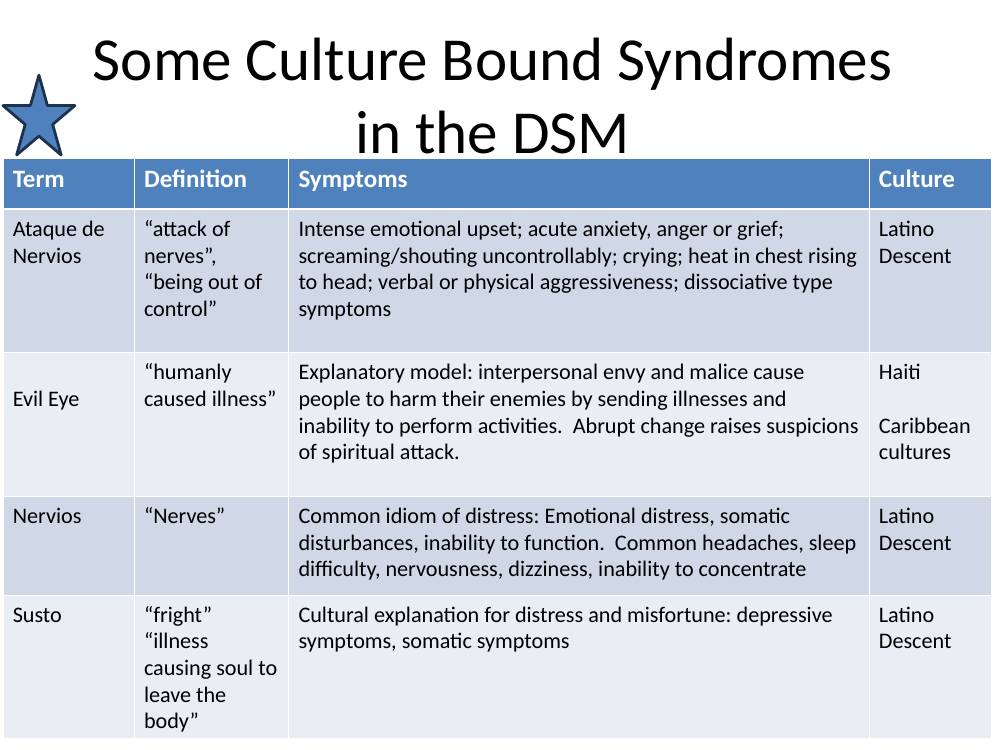 Some Culture Bound Syndromes
in the DSM
Term
Definition
Symptoms
Culture
Ataque de
Nervios
“attack of
nerves”,
“being out of
control”
Intense emotional upset; acute anxiety, anger or grief;
screaming/shouting uncontrollably; crying; heat in chest rising
to head; verbal or physical aggressiveness; dissociative type
symptoms
Latino
Descent
Evil Eye
“humanly
caused illness”
Explanatory model: interpersonal envy and malice cause
people to harm their enemies by sending illnesses and
inability to perform activities.  Abrupt change raises suspicions
of spiritual attack.
Haiti
Caribbean
cultures
Nervios
“Nerves”
Common idiom of distress: Emotional distress, somatic
disturbances, inability to function.  Common headaches, sleep
difficulty, nervousness, dizziness, inability to concentrate
Latino
Descent
Susto
“fright”
“illness
causing soul to
leave the
body”
Cultural explanation for distress and misfortune: depressive
symptoms, somatic symptoms
Latino
Descent